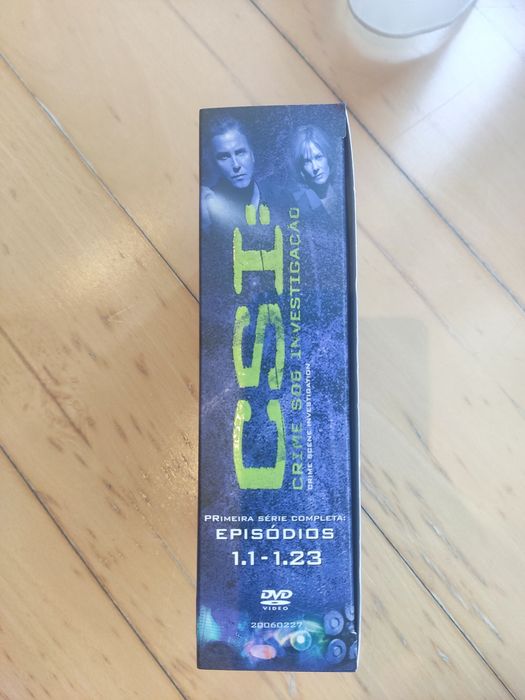 CSI:
CRIME SOB INVESTIGAÇÃO
CRIME SCENE INVESTIGATION
PRIMEIRA SÉRIE COMPLETA:
EPISÓDIOS
1.1 - 1.23
DVD
VIDEO
20060227